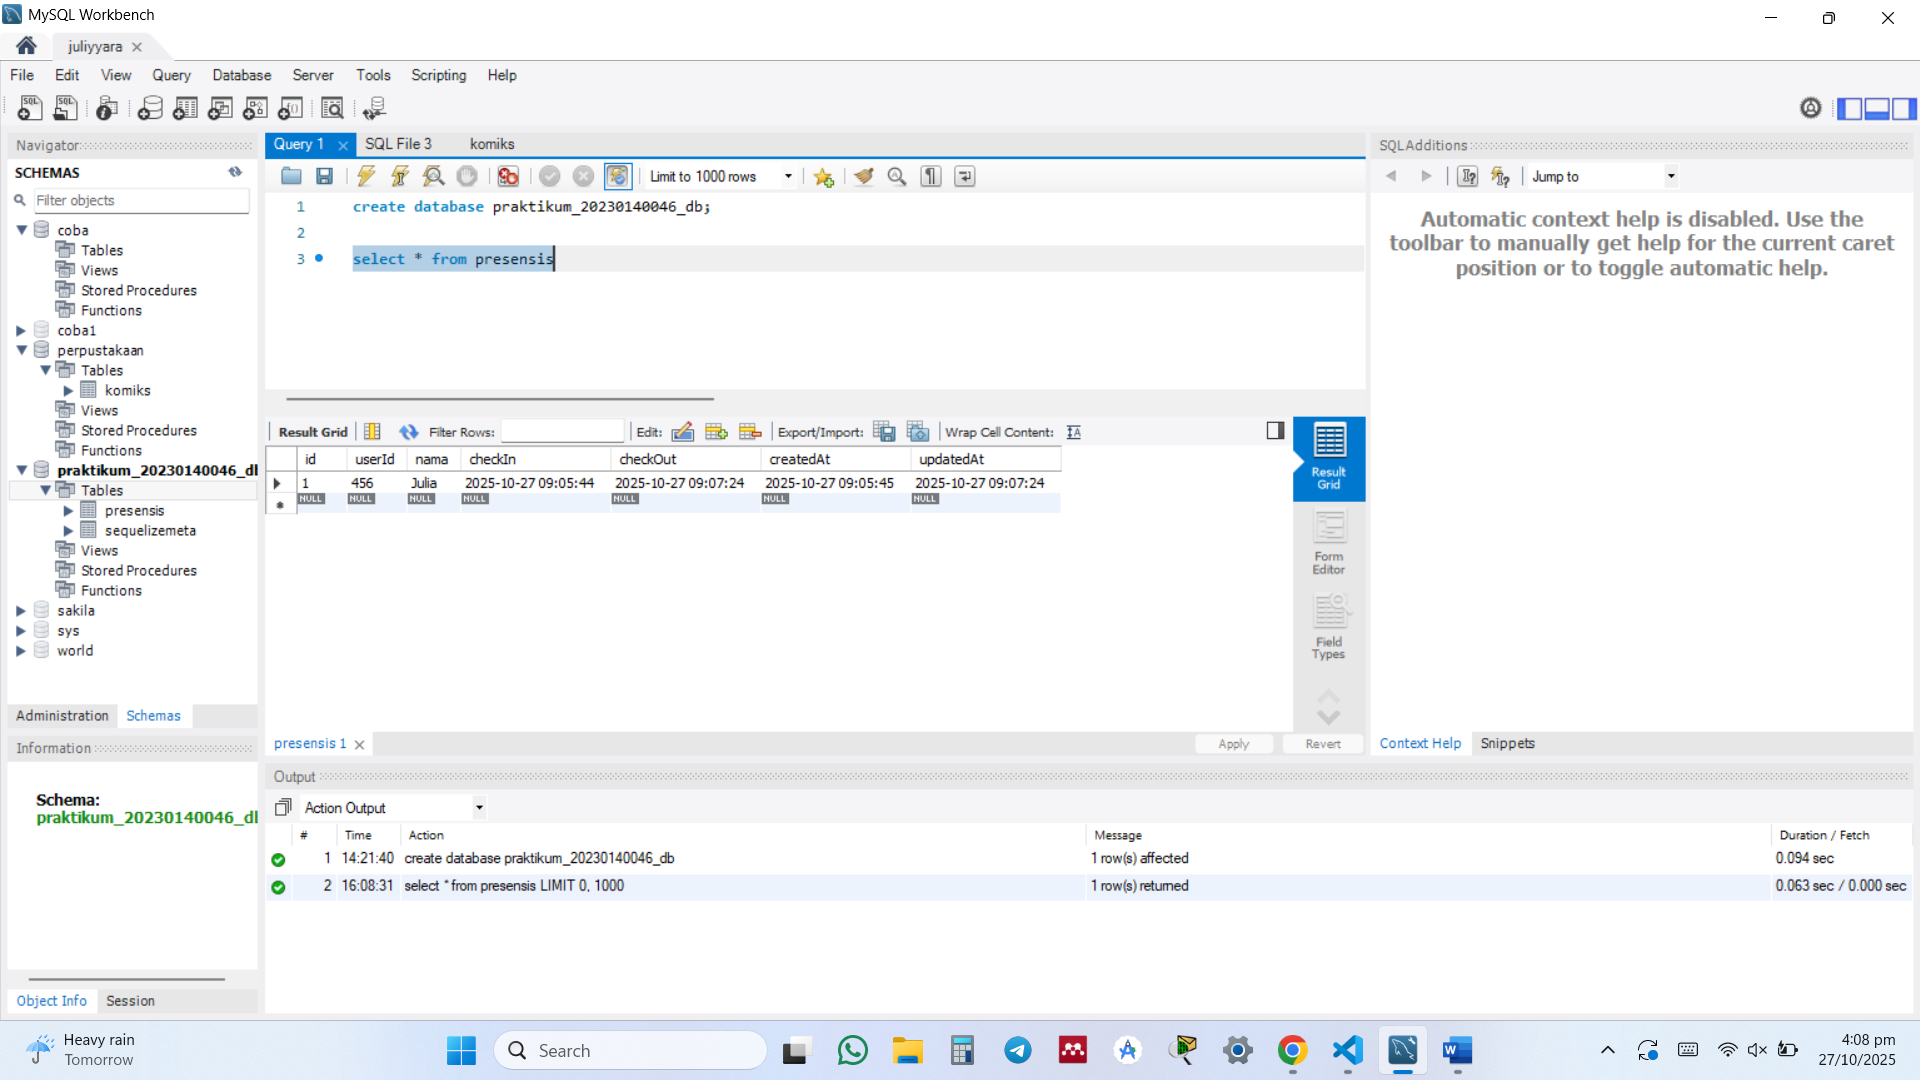 MySQL Workbench
juliyyara
File Edit View Query Database Server Tools Scripting Help
Navigator
SCHEMAS
Filter objects
coba
Tables
Views
Stored Procedures
Functions
coba1
perpustakaan
Tables
komiks
Views
Stored Procedures
Functions
praktikum_20230140046_dl
Tables
presensis
sequelizemeta
Views
Stored Procedures
Functions
sakila
sys
world
Administration Schemas
Information
Schema:
praktikum_20230140046_dl
Object Info Session
Query 1 SQL File 3 komiks
Limit to 1000 rows
1 create database praktikum_20230140046_db;
2
3 select * from presensis
Result Grid Filter Rows: Edit: Export/Import: Wrap Cell Content:
id userId nama checkIn checkOut createdAt updatedAt
1 456 Julia 2025-10-27 09:05:44 2025-10-27 09:07:24 2025-10-27 09:05:45 2025-10-27 09:07:24
NULL NULL NULL NULL NULL NULL NULL
Result
Grid
Form
Editor
Field
Types
presensis 1
Apply Revert
SQLAdditions
Jump to
Automatic context help is disabled. Use the
toolbar to manually get help for the current caret
position or to toggle automatic help.
Context Help Snippets
Output
Action Output
# Time Action Message Duration / Fetch
1 14:21:40 create database praktikum_20230140046_db 1 row(s) affected 0.094 sec
2 16:08:31 select * from presensis LIMIT 0, 1000 1 row(s) returned 0.063 sec / 0.000 sec
Heavy rain
Tomorrow
Search
4:08 pm
27/10/2025